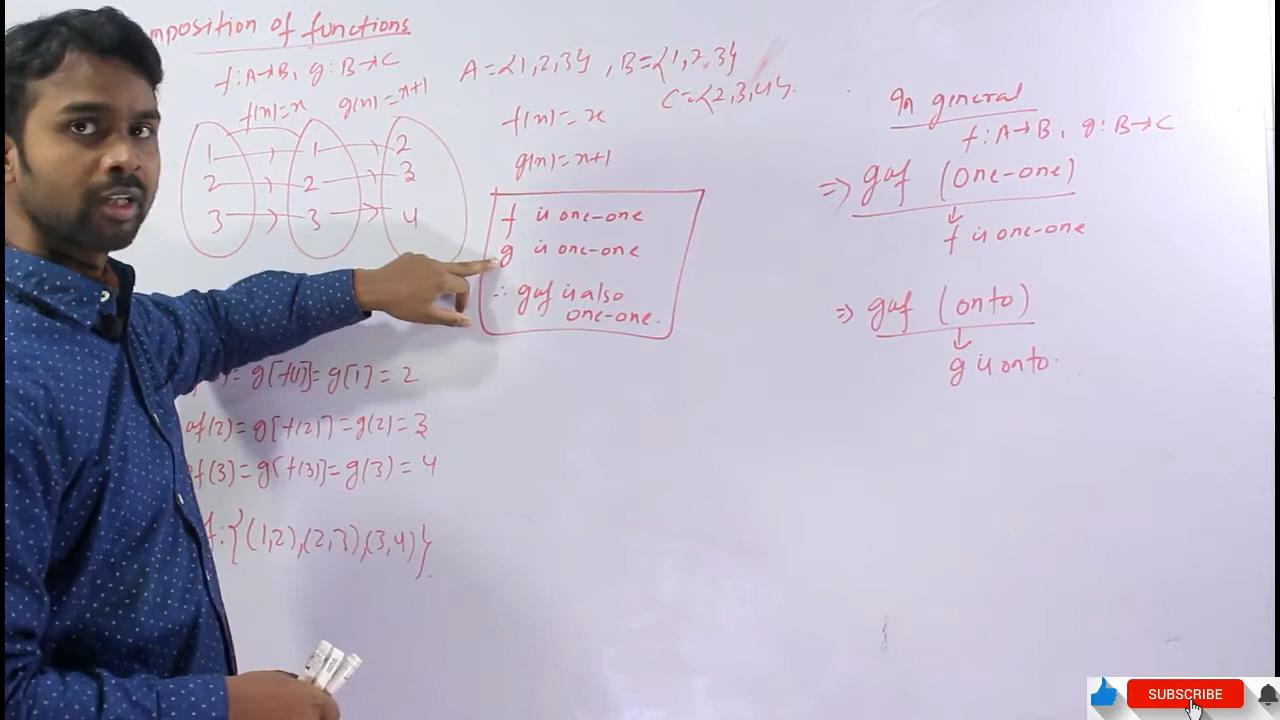 mposition of functions
f:A→B, g:B→C
f(x)=x g(x)=x+1
1 1 2
2 2 3
3 3 4
A={1,2,3}, B={1,2,3}
C={2,3,4}.
f(x)=x
g(x)=x+1
f is one-one
g is one-one
∴ gof is also
one-one.
= g[f(1)]= g[1] = 2
of(2)= g[f(2)] = g(2) = 3
f(3)= g[f(3)]= g(3) = 4
f:{(1,2),(2,3),(3,4)}.
In general
f:A→B, g:B→C
⇒ gof (one-one)
↓
f is one-one
⇒ gof (onto)
↓
g is onto.
SUBSCRIBE